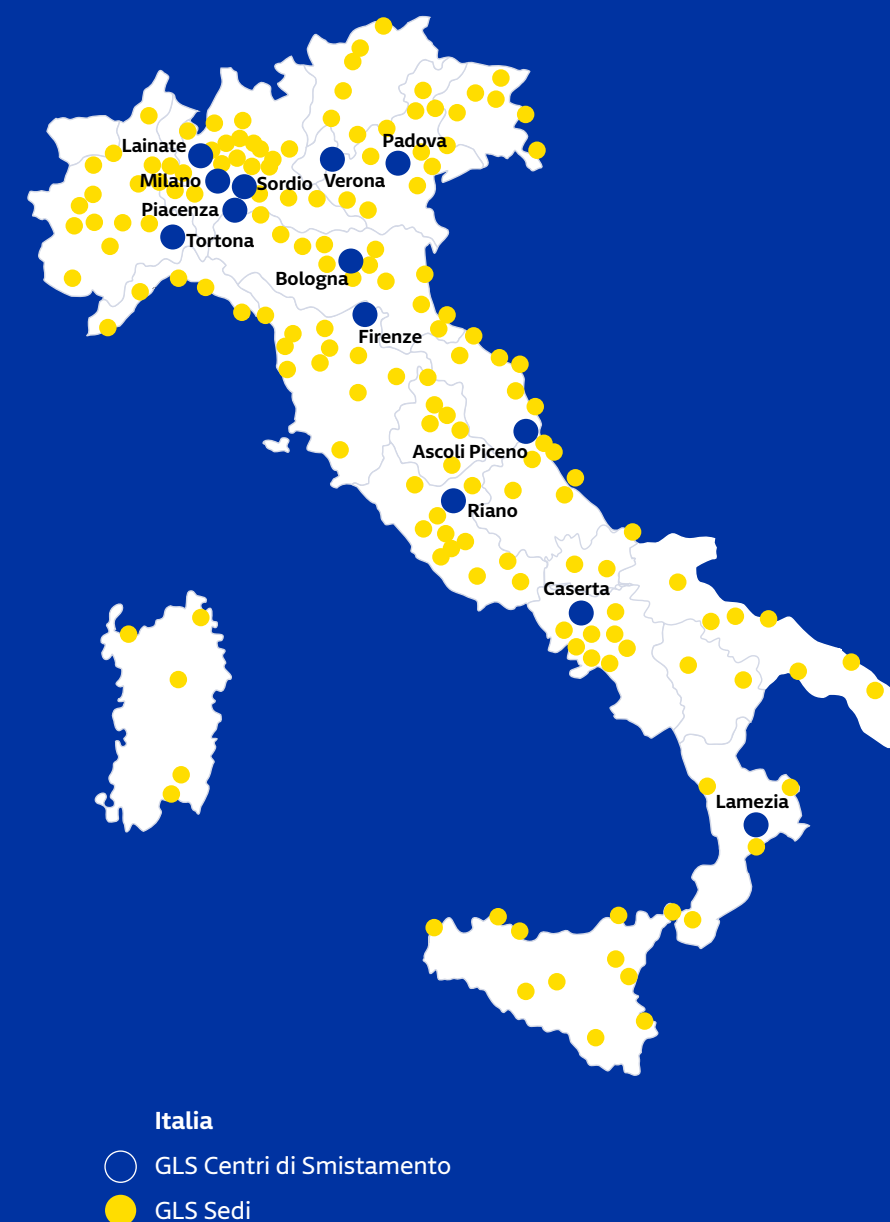 Lainate
Padova
Milano
Sordio
Verona
Piacenza
Tortona
Bologna
Firenze
Ascoli Piceno
Riano
Caserta
Lamezia
Italia
GLS Centri di Smistamento
GLS Sedi